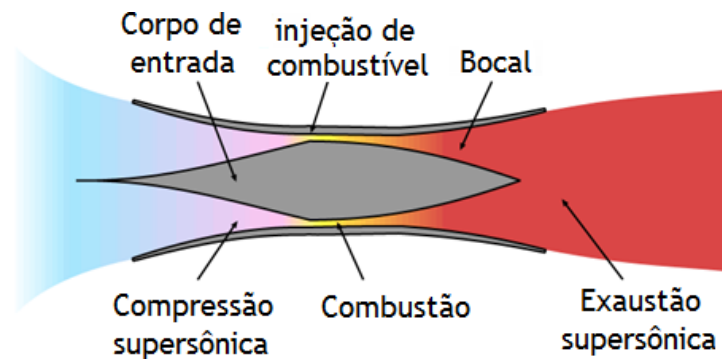 Corpo de
entrada
injeção de
combustível
Bocal
Compressão
supersônica
Combustão
Exaustão
supersônica